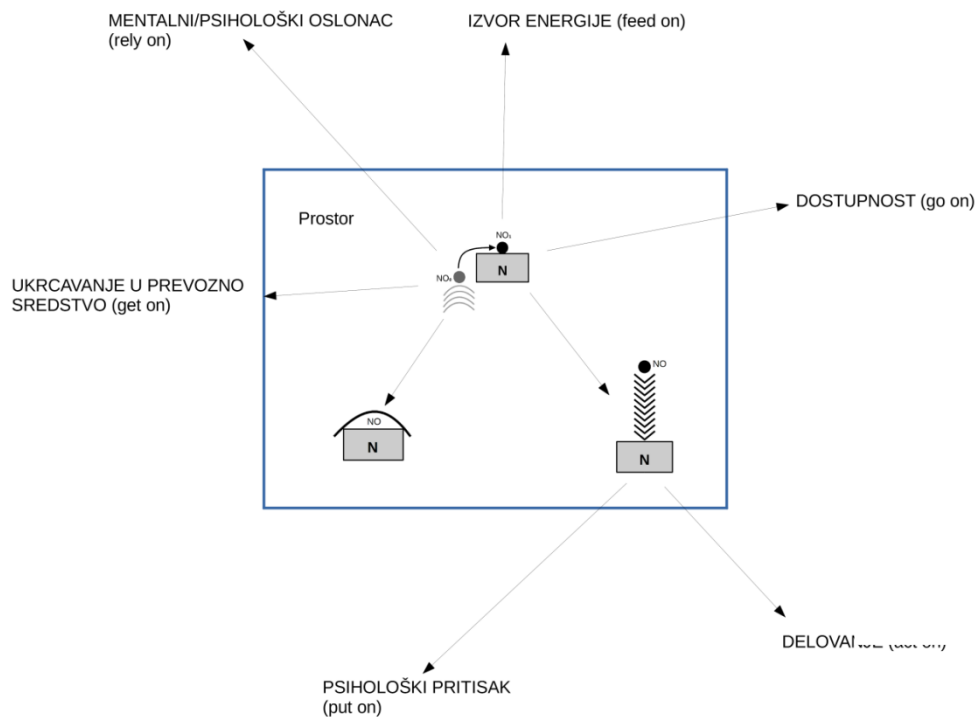 MENTALNI/PSIHOLOŠKI OSLONAC
(rely on)
IZVOR ENERGIJE (feed on)
DOSTUPNOST (go on)
Prostor
NO₁
N
UKRCAVANJE U PREVOZNO
SREDSTVO (get on)
NO
NO
N
N
PSIHOLOŠKI PRITISAK
(put on)